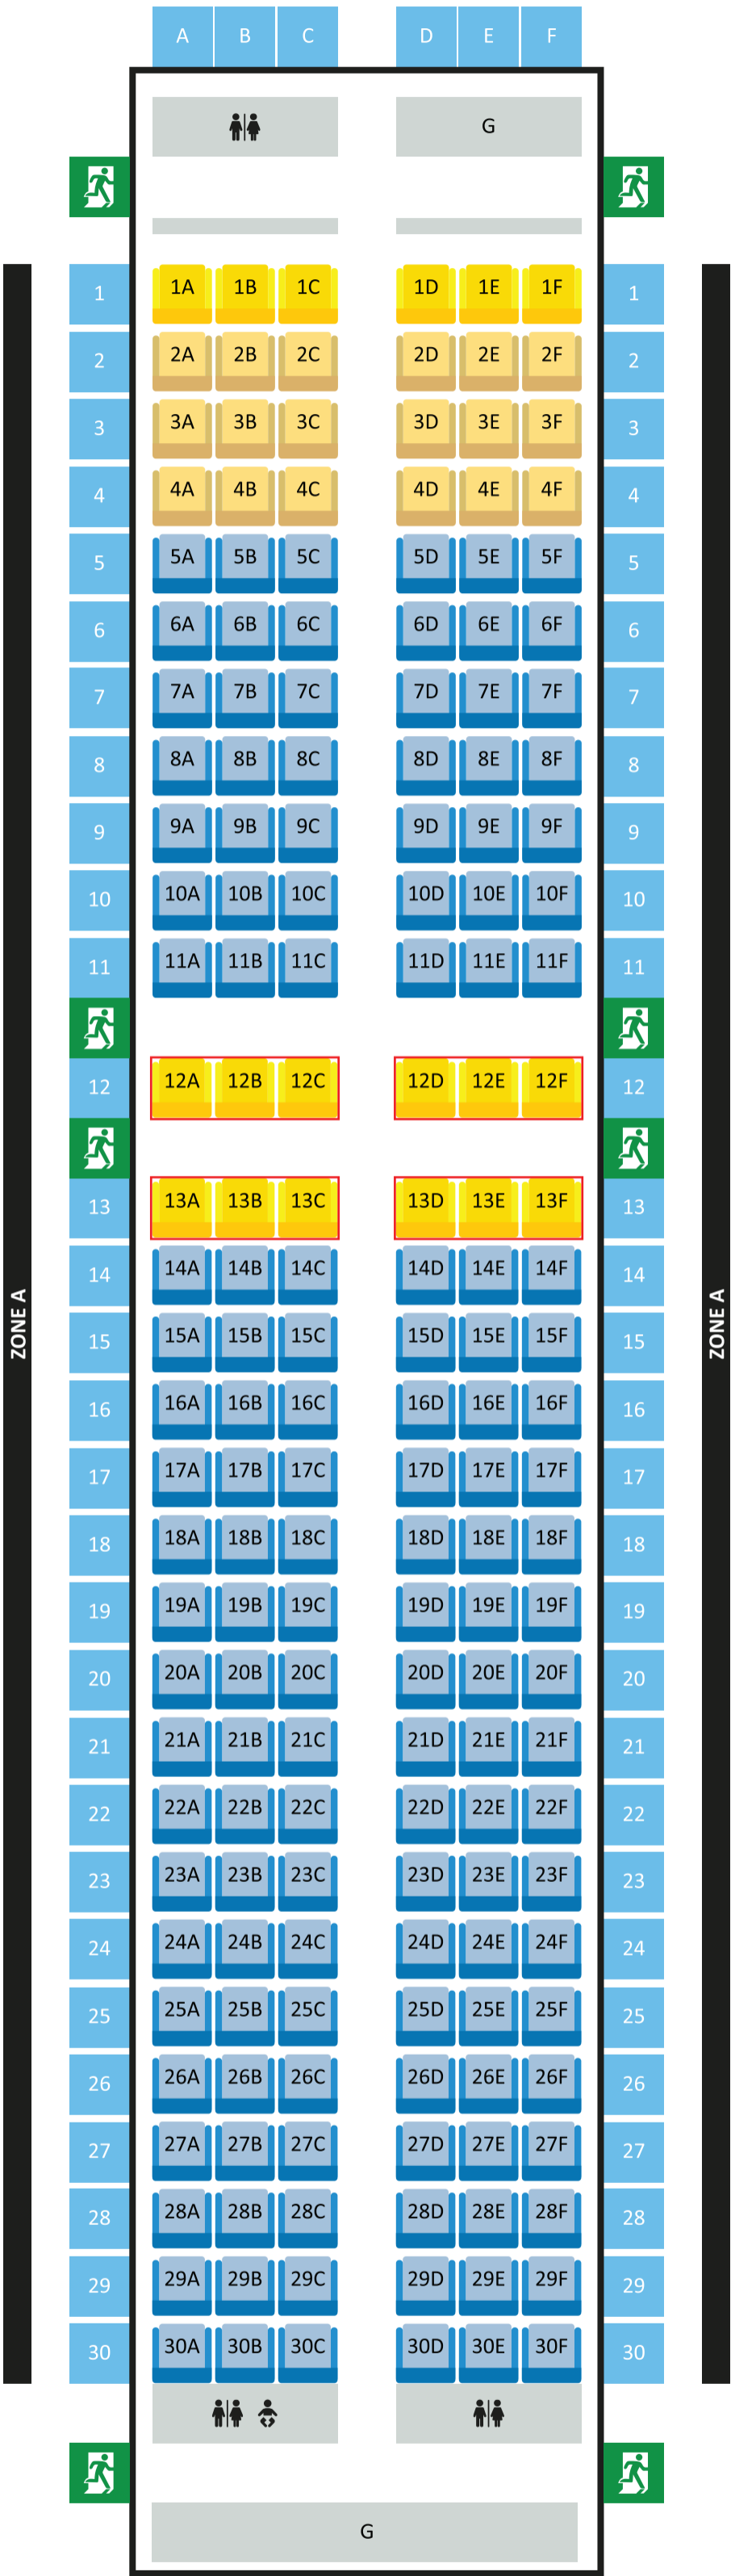 A B C D E F
G
1 1A 1B 1C 1D 1E 1F 1
2 2A 2B 2C 2D 2E 2F 2
3 3A 3B 3C 3D 3E 3F 3
4 4A 4B 4C 4D 4E 4F 4
5 5A 5B 5C 5D 5E 5F 5
6 6A 6B 6C 6D 6E 6F 6
7 7A 7B 7C 7D 7E 7F 7
8 8A 8B 8C 8D 8E 8F 8
9 9A 9B 9C 9D 9E 9F 9
10 10A 10B 10C 10D 10E 10F 10
11 11A 11B 11C 11D 11E 11F 11
12 12A 12B 12C 12D 12E 12F 12
13 13A 13B 13C 13D 13E 13F 13
14 14A 14B 14C 14D 14E 14F 14
ZONE A ZONE A
15 15A 15B 15C 15D 15E 15F 15
16 16A 16B 16C 16D 16E 16F 16
17 17A 17B 17C 17D 17E 17F 17
18 18A 18B 18C 18D 18E 18F 18
19 19A 19B 19C 19D 19E 19F 19
20 20A 20B 20C 20D 20E 20F 20
21 21A 21B 21C 21D 21E 21F 21
22 22A 22B 22C 22D 22E 22F 22
23 23A 23B 23C 23D 23E 23F 23
24 24A 24B 24C 24D 24E 24F 24
25 25A 25B 25C 25D 25E 25F 25
26 26A 26B 26C 26D 26E 26F 26
27 27A 27B 27C 27D 27E 27F 27
28 28A 28B 28C 28D 28E 28F 28
29 29A 29B 29C 29D 29E 29F 29
30 30A 30B 30C 30D 30E 30F 30
G